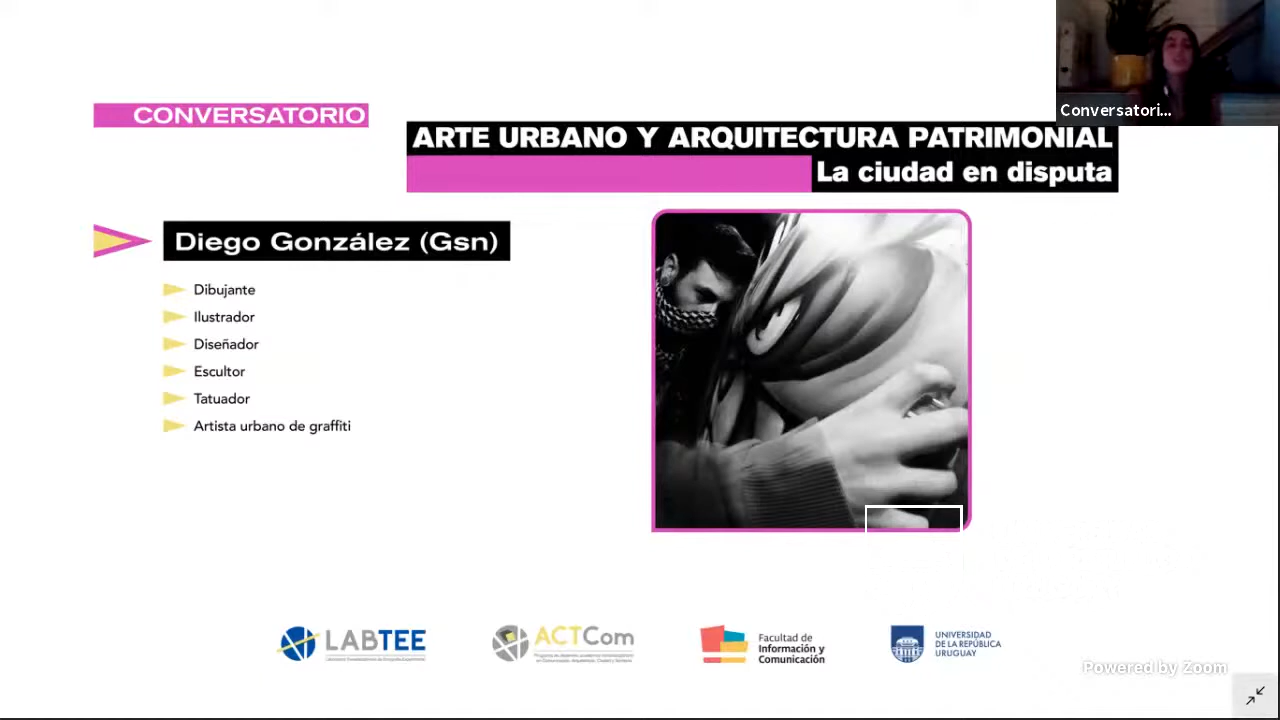 CONVERSATORIO
ARTE URBANO Y ARQUITECTURA PATRIMONIAL
La ciudad en disputa
Conversatori...
Diego González (Gsn)
Dibujante
Ilustrador
Diseñador
Escultor
Tatuador
Artista urbano de graffiti
LABTEE
ACTCom
Facultad de
Información y
Comunicación
UNIVERSIDAD
DE LA REPÚBLICA
URUGUAY
Powered by Zoom